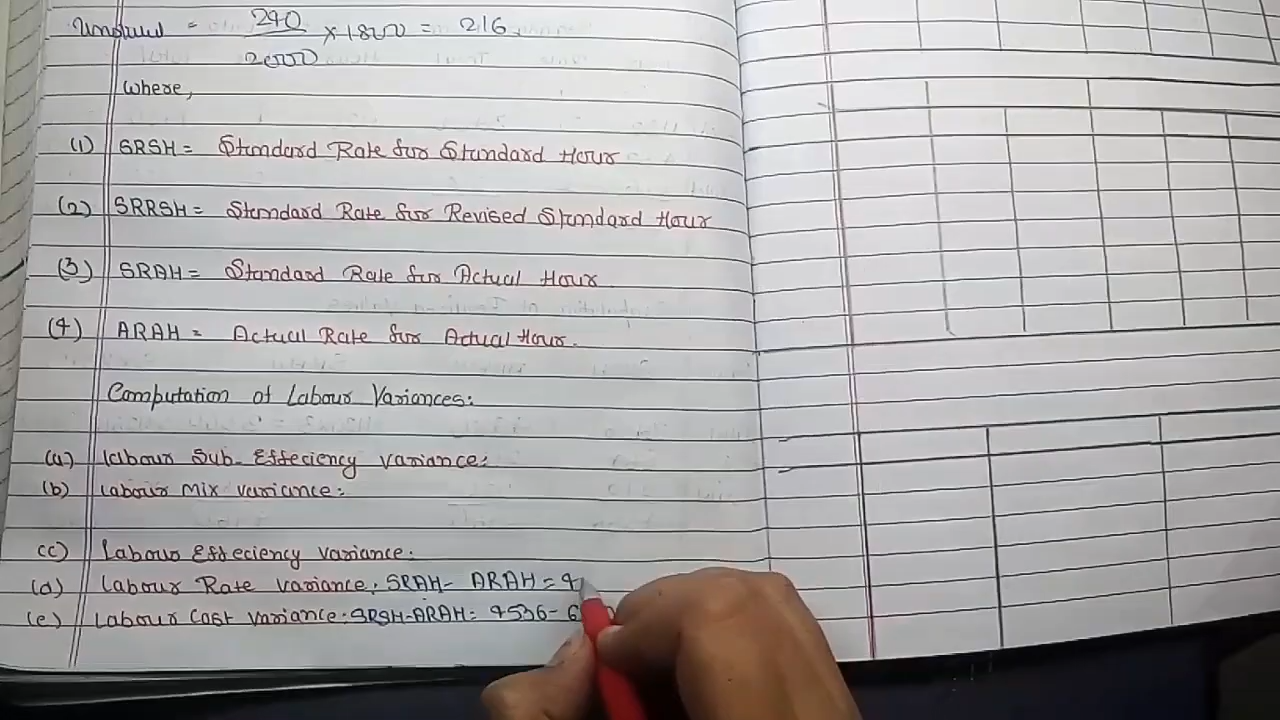 = 240/2000 × 1800 = 216.
where,
(1) SRSH = Standard Rate for Standard Hour
(2) SRRSH = Standard Rate for Revised Standard Hour
(3) SRAH = Standard Rate for Actual Hour
(4) ARAH = Actual Rate for Actual Hour.
Computation of Labour Variances:
(a) Labour Sub-Effeciency variance:
(b) Labour Mix variance:
(c) Labour Effeciency Variance:
(d) Labour Rate Variance: SRAH - ARAH =
(e) Labour Cost Variance: SRSH-ARAH = 4536-